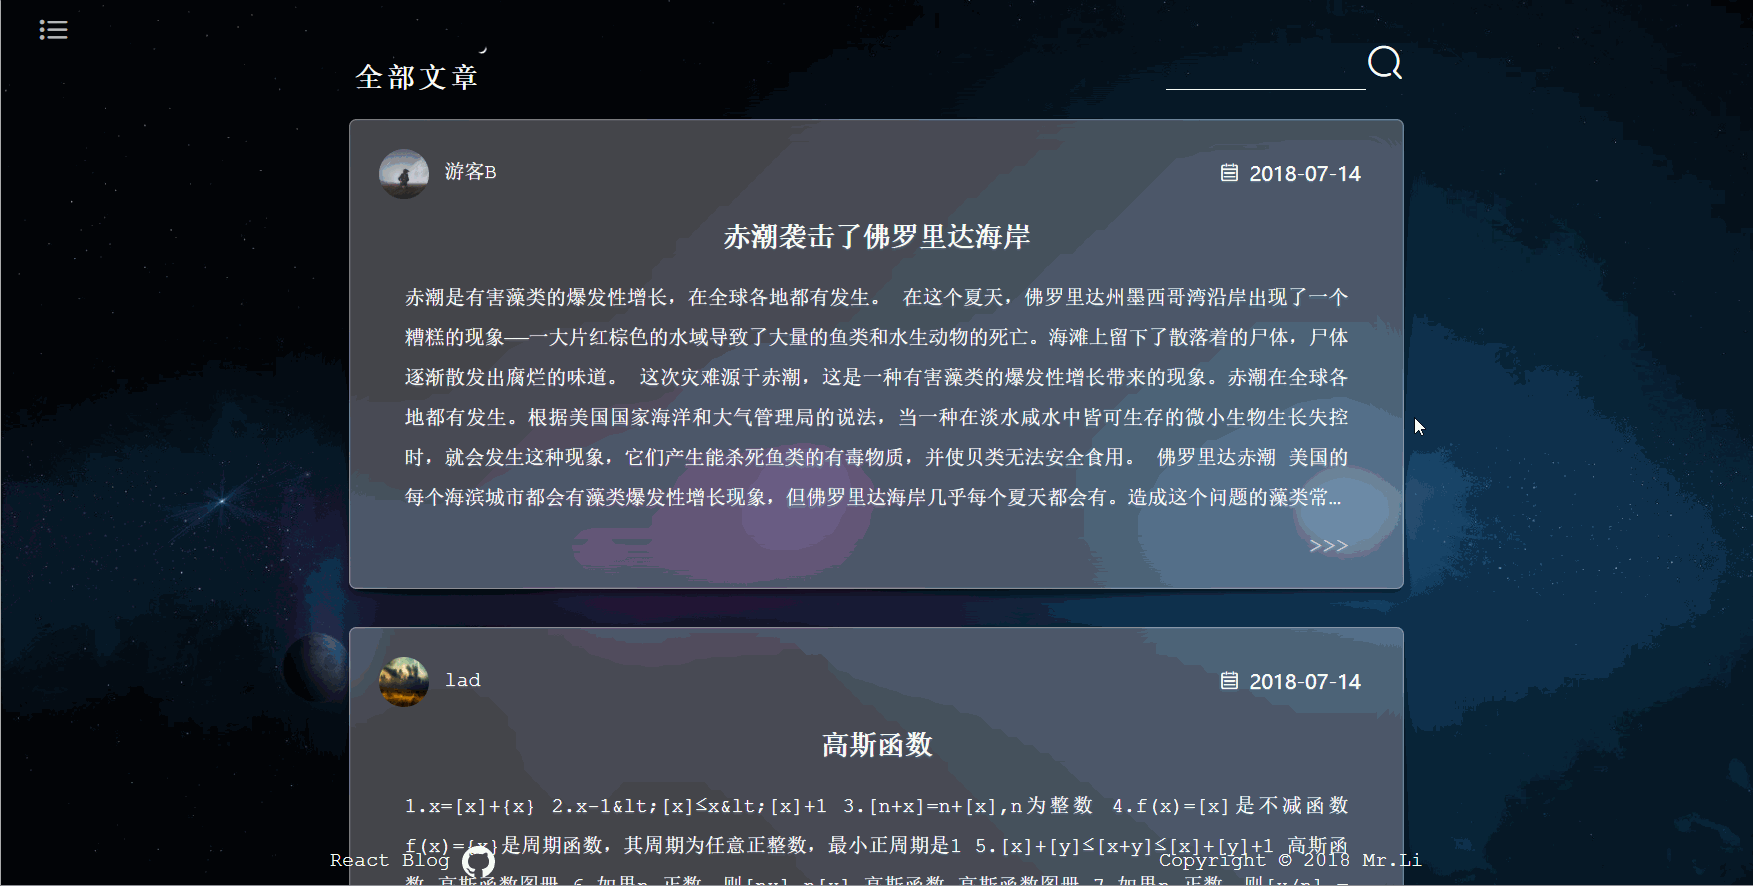 全部文章
游客B
2018-07-14
赤潮袭击了佛罗里达海岸
赤潮是有害藻类的爆发性增长，在全球各地都有发生。 在这个夏天，佛罗里达州墨西哥湾沿岸出现了一个
糟糕的现象——一大片红棕色的水域导致了大量的鱼类和水生动物的死亡。海滩上留下了散落着的尸体，尸体
逐渐散发出腐烂的味道。 这次灾难源于赤潮，这是一种有害藻类的爆发性增长带来的现象。赤潮在全球各
地都有发生。根据美国国家海洋和大气管理局的说法，当一种在淡水咸水中皆可生存的微小生物生长失控
时，就会发生这种现象，它们产生能杀死鱼类的有毒物质，并使贝类无法安全食用。 佛罗里达赤潮 美国的
每个海滨城市都会有藻类爆发性增长现象，但佛罗里达海岸几乎每个夏天都会有。造成这个问题的藻类常...
>>>
lad
2018-07-14
高斯函数
1.x=[x]+{x} 2.x-1&lt;[x]≤x&lt;[x]+1 3.[n+x]=n+[x],n为整数 4.f(x)=[x]是不减函数
f(x)={x}是周期函数，其周期为任意正整数，最小正周期是1 5.[x]+[y]≤[x+y]≤[x]+[y]+1 高斯函
React Blog
Copyright © 2018 Mr.Li